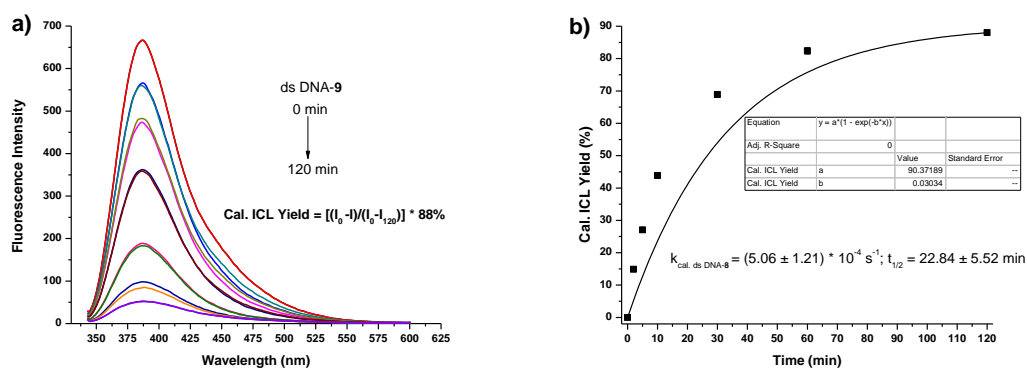 a)
700
600
500
400
300
200
100
0
Fluorescence Intensity
ds DNA-9
0 min
120 min
Cal. ICL Yield = [(I0-I)/(I0-I120)] * 88%
350 375 400 425 450 475 500 525 550 575 600 625
Wavelength (nm)
b)
90
80
70
60
50
40
30
20
10
0
Cal. ICL Yield (%)
Equation y = a*(1 - exp(-b*x))
Adj. R-Square 0
Value Standard Error
Cal. ICL Yield a 90.37189 --
Cal. ICL Yield b 0.03034 --
kcal. ds DNA-8 = (5.06 ± 1.21) * 10-4 s-1; t1/2 = 22.84 ± 5.52 min
0 10 20 30 40 50 60 70 80 90 100 110 120
Time (min)